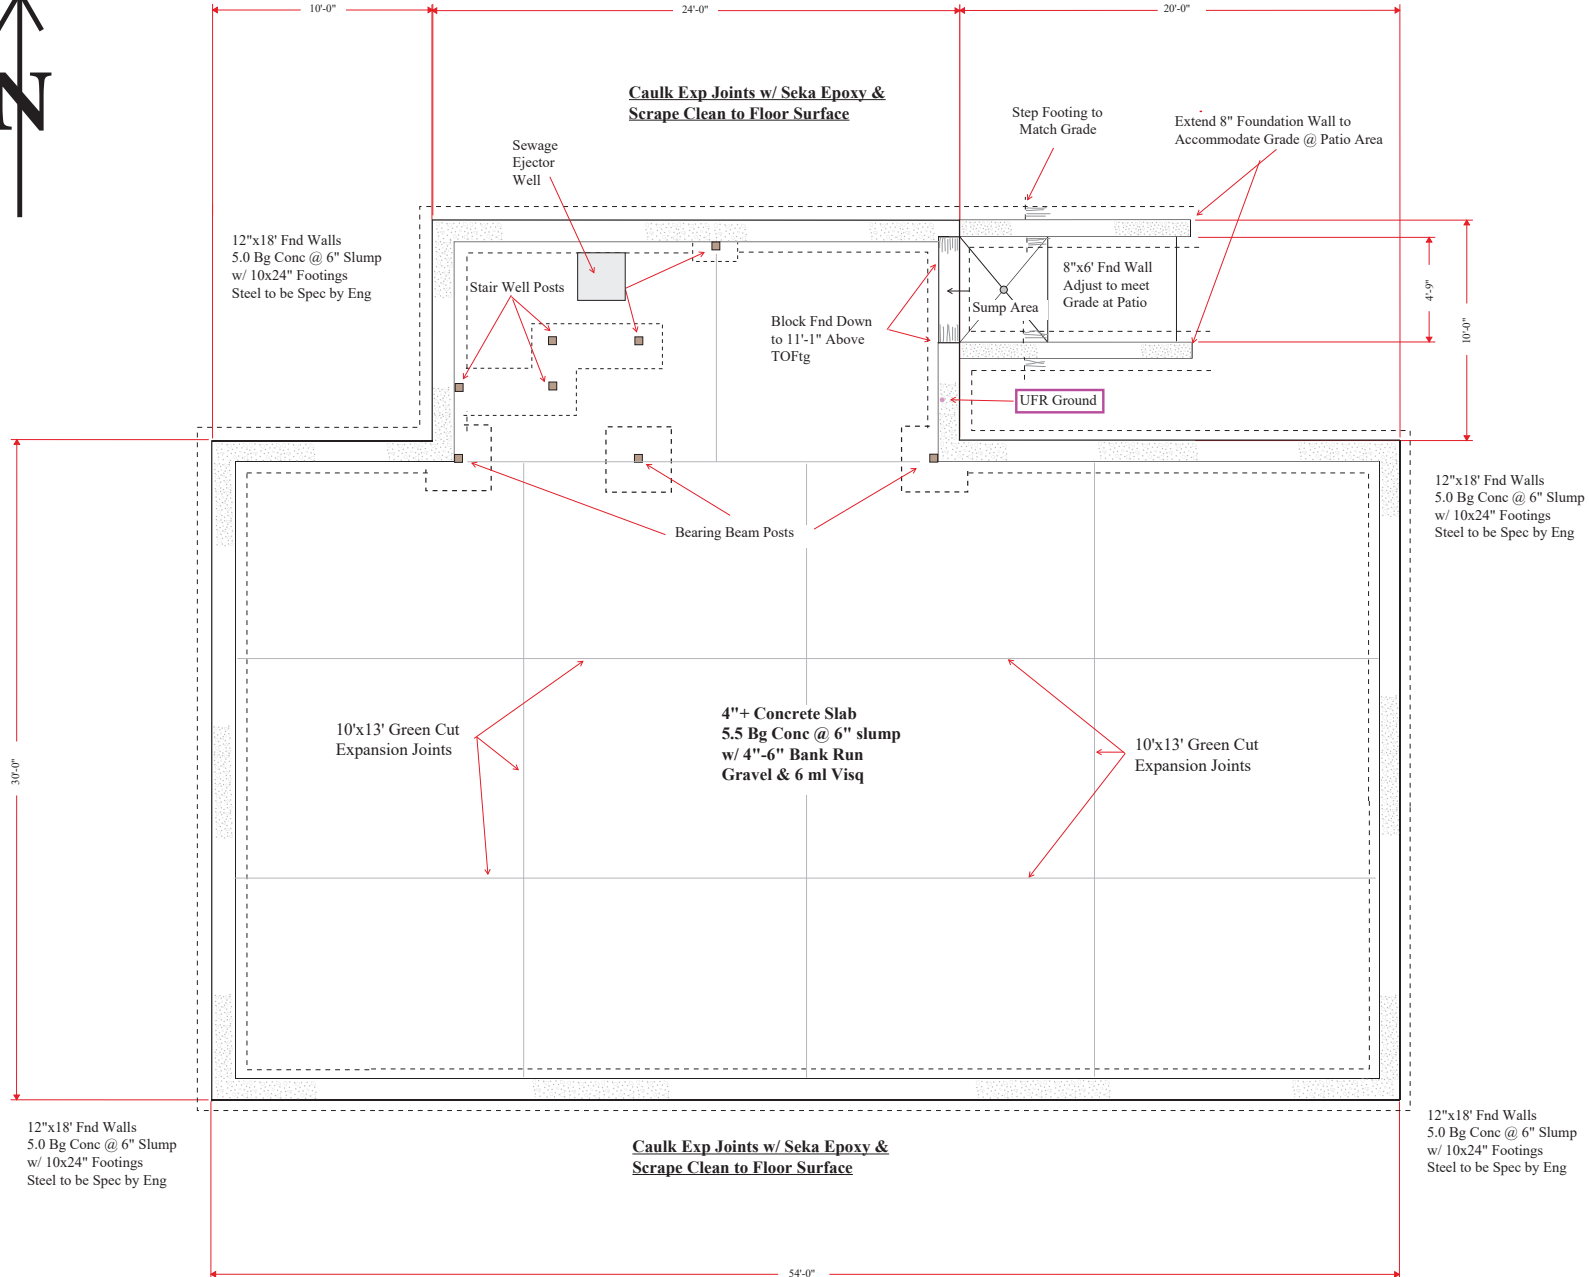 10'-0"
24'-0"
20'-0"
N
Caulk Exp Joints w/ Seka Epoxy &
Scrape Clean to Floor Surface
Step Footing to
Match Grade
Extend 8" Foundation Wall to
Accommodate Grade @ Patio Area
Sewage
Ejector
Well
12"x18' Fnd Walls
5.0 Bg Conc @ 6" Slump
w/ 10x24" Footings
Steel to be Spec by Eng
Stair Well Posts
8"x6' Fnd Wall
Adjust to meet
Grade at Patio
Sump Area
4'-9"
10'-0"
Block Fnd Down
to 11'-1" Above
TOFtg
UFR Ground
12"x18' Fnd Walls
5.0 Bg Conc @ 6" Slump
w/ 10x24" Footings
Steel to be Spec by Eng
Bearing Beam Posts
10'x13' Green Cut
Expansion Joints
4"+ Concrete Slab
5.5 Bg Conc @ 6" slump
w/ 4"-6" Bank Run
Gravel & 6 ml Visq
10'x13' Green Cut
Expansion Joints
30'-0"
12"x18' Fnd Walls
5.0 Bg Conc @ 6" Slump
w/ 10x24" Footings
Steel to be Spec by Eng
Caulk Exp Joints w/ Seka Epoxy &
Scrape Clean to Floor Surface
12"x18' Fnd Walls
5.0 Bg Conc @ 6" Slump
w/ 10x24" Footings
Steel to be Spec by Eng
54'-0"